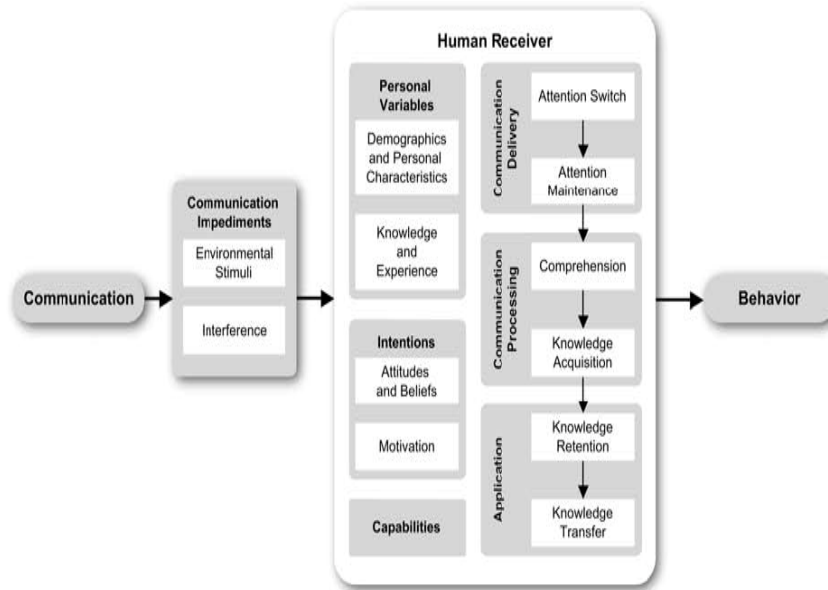 Human Receiver
Communication
Communication
Impediments
Environmental
Stimuli
Interference
Personal
Variables
Demographics
and Personal
Characteristics
Knowledge
and
Experience
Intentions
Attitudes
and Beliefs
Motivation
Capabilities
Communication
Delivery
Attention Switch
Attention
Maintenance
Communication
Processing
Comprehension
Knowledge
Acquisition
Application
Knowledge
Retention
Knowledge
Transfer
Behavior